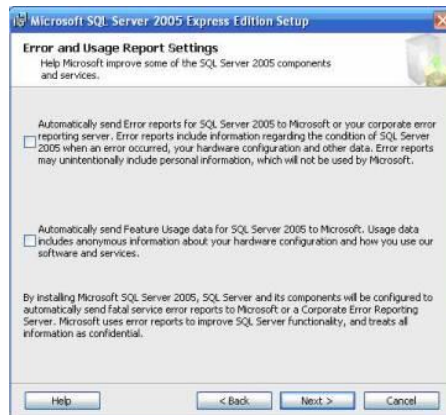 Microsoft SQL Server 2005 Express Edition Setup
Error and Usage Report Settings
Help Microsoft improve some of the SQL Server 2005 components
and services.
Automatically send Error reports for SQL Server 2005 to Microsoft or your corporate error
reporting server. Error reports include information regarding the condition of SQL Server
2005 when an error occurred, your hardware configuration and other data. Error reports
may unintentionally include personal information, which will not be used by Microsoft.
Automatically send Feature Usage data for SQL Server 2005 to Microsoft. Usage data
includes anonymous information about your hardware configuration and how you use our
software and services.
By installing Microsoft SQL Server 2005, SQL Server and its components will be configured to
automatically send fatal service error reports to Microsoft or a Corporate Error Reporting
Server. Microsoft uses error reports to improve SQL Server functionality, and treats all
information as confidential.
Help
< Back
Next >
Cancel